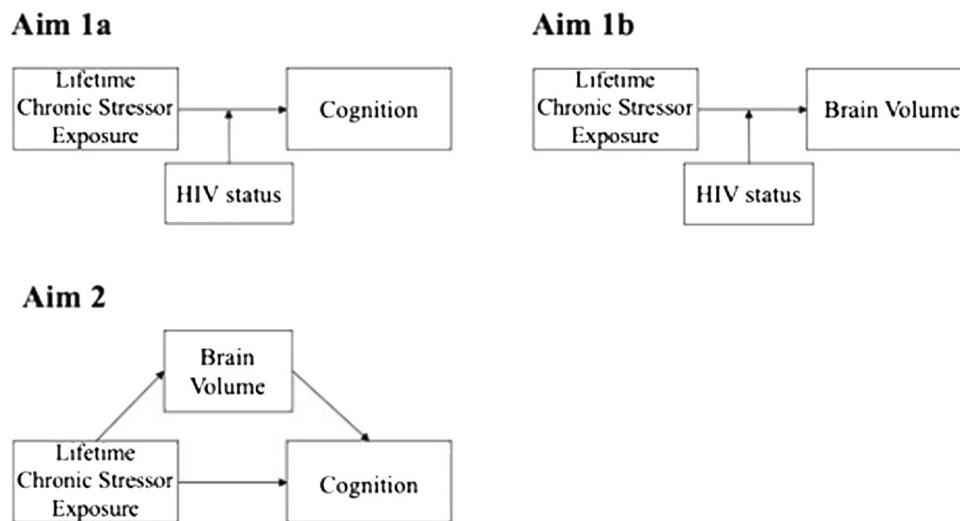 Aim 1a
Lifetime
Chronic Stressor
Exposure
Cognition
HIV status
Aim 1b
Lifetime
Chronic Stressor
Exposure
Brain Volume
HIV status
Aim 2
Brain
Volume
Lifetime
Chronic Stressor
Exposure
Cognition